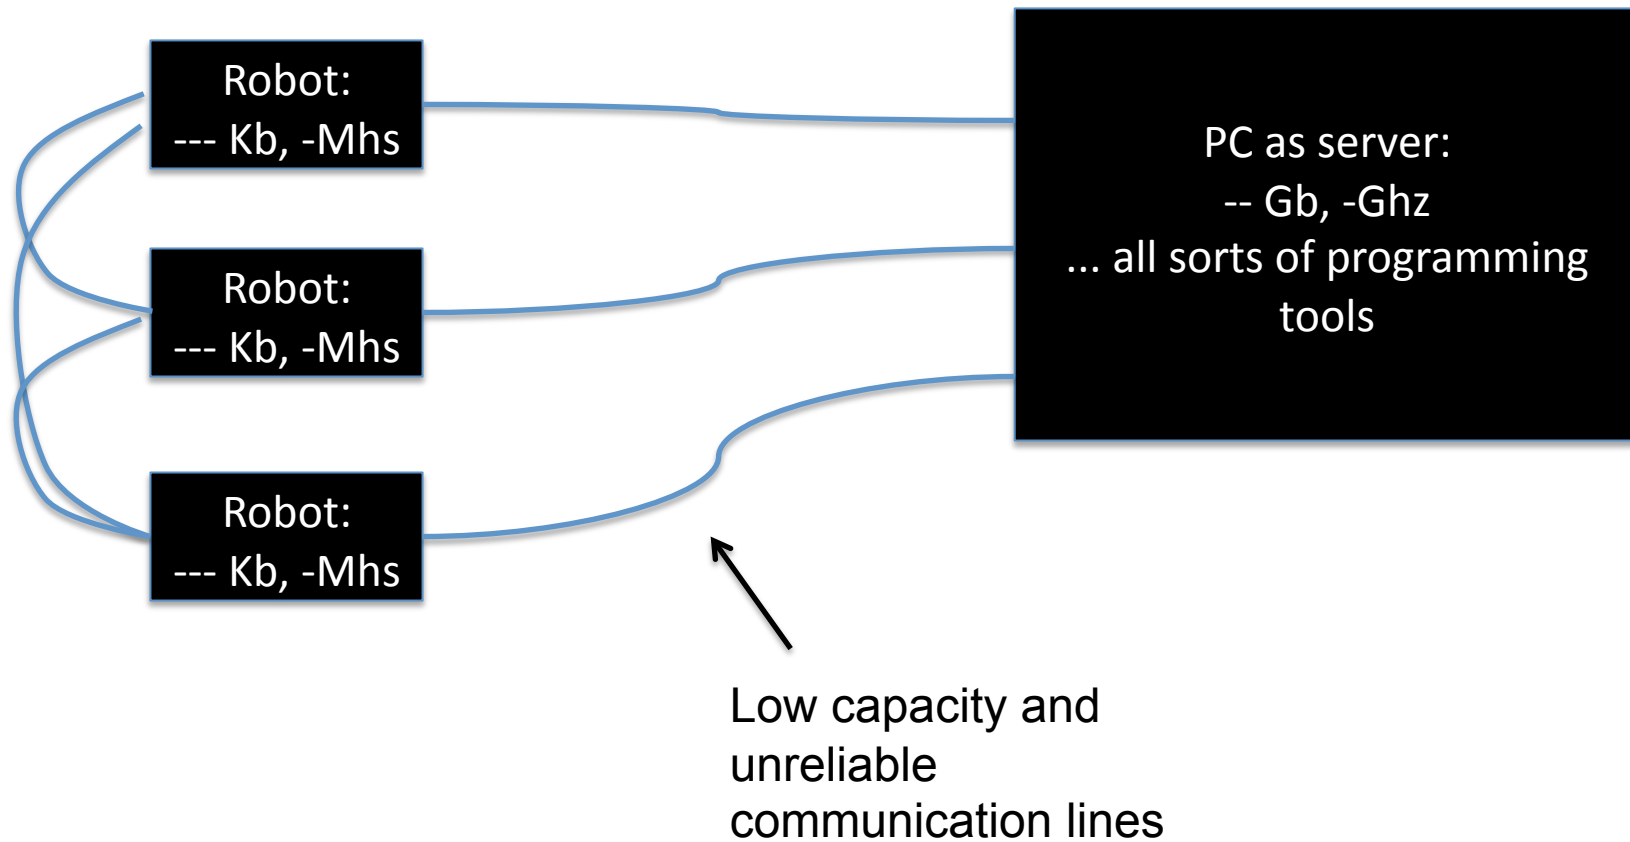 Robot:
--- Kb, -Mhs
Robot:
--- Kb, -Mhs
Robot:
--- Kb, -Mhs
PC as server:
-- Gb, -Ghz
... all sorts of programming
tools
Low capacity and
unreliable
communication lines